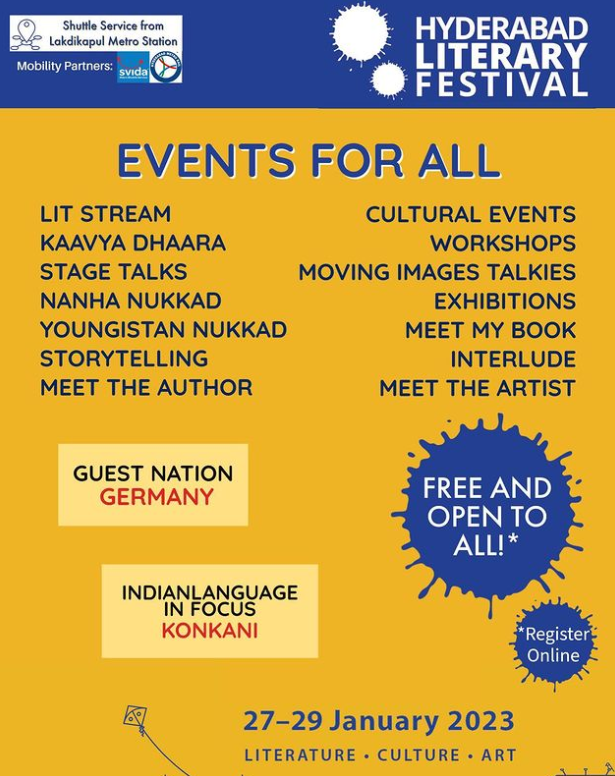 Shuttle Service from
Lakdikapul Metro Station
Mobility Partners:
svida
HYDERABAD
LITERARY
FESTIVAL
EVENTS FOR ALL
LIT STREAM
KAAVYA DHAARA
STAGE TALKS
NANHA NUKKAD
YOUNGISTAN NUKKAD
STORYTELLING
MEET THE AUTHOR
CULTURAL EVENTS
WORKSHOPS
MOVING IMAGES TALKIES
EXHIBITIONS
MEET MY BOOK
INTERLUDE
MEET THE ARTIST
GUEST NATION
GERMANY
FREE AND
OPEN TO
ALL!*
INDIANLANGUAGE
IN FOCUS
KONKANI
*Register
Online
27–29 January 2023
LITERATURE • CULTURE • ART